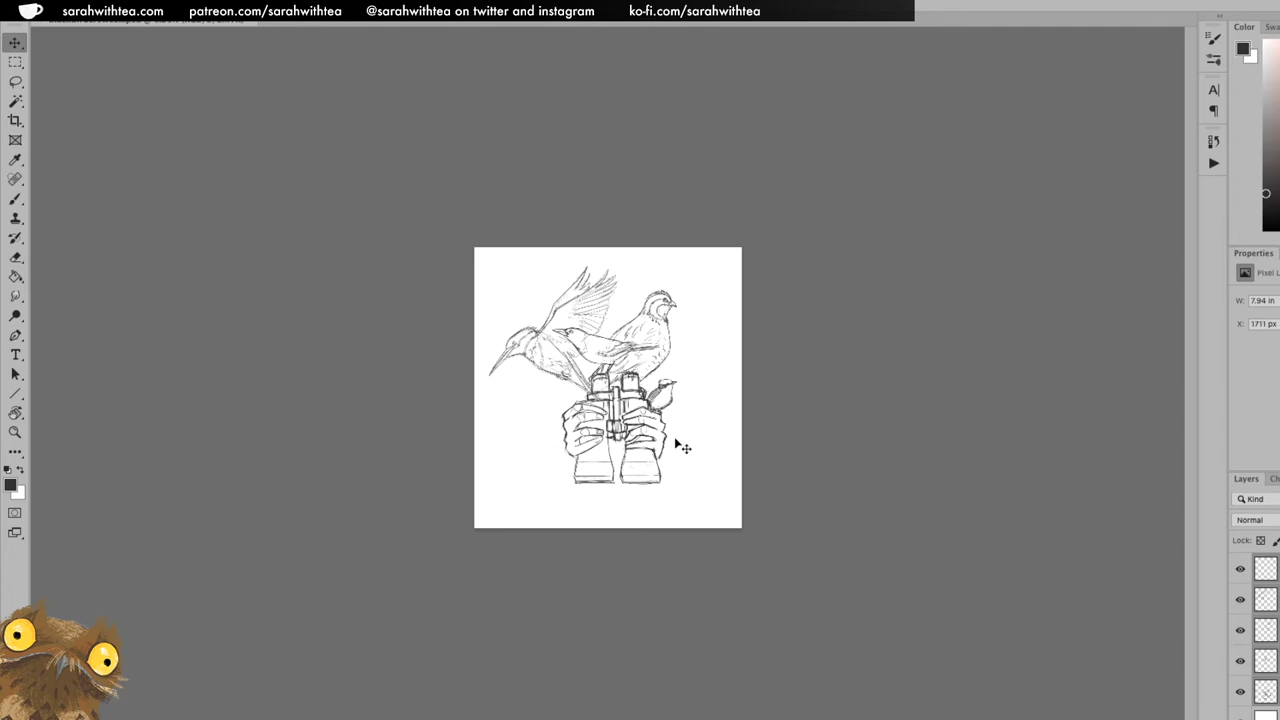 sarahwithtea.com patreon.com/sarahwithtea @sarahwithtea on twitter and instagram ko-fi.com/sarahwithtea
Color
Properties
W: 7.94 in
X: 1711 px
Layers
Kind
Normal
Lock: